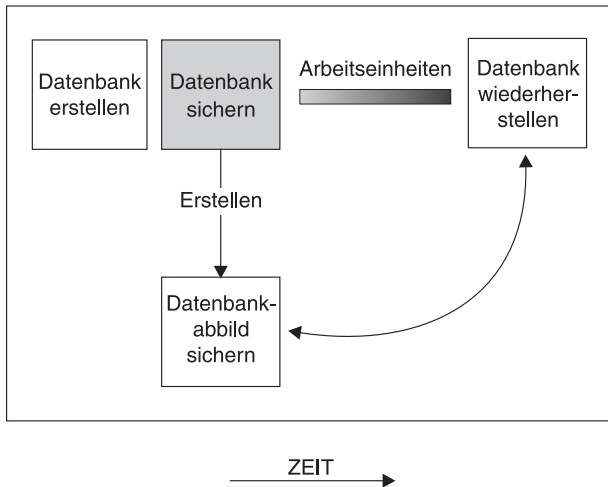 Datenbank
erstellen
Datenbank
sichern
Arbeitseinheiten
Datenbank
wiederher-
stellen
Erstellen
Datenbank-
abbild
sichern
ZEIT